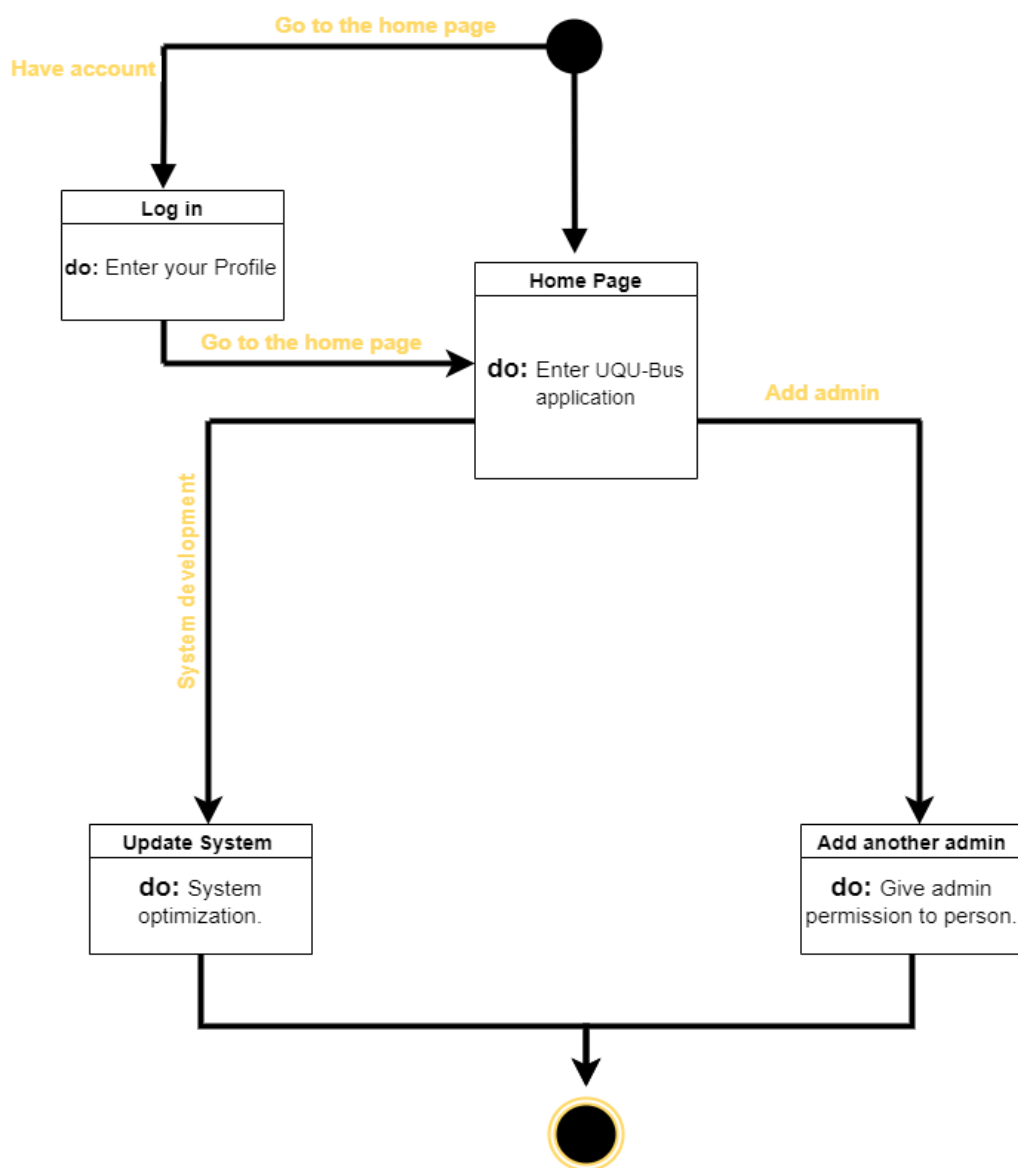 Go to the home page
Have account
Log in
do: Enter your Profile
Home Page
Go to the home page
do: Enter UQU-Bus
application
Add admin
System development
Update System
do: System
optimization.
Add another admin
do: Give admin
permission to person.